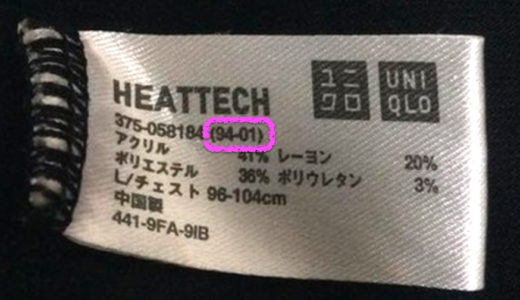 HEATTECH
ユニ
クロ
UNI
QLO
375-058184 (94-01)
アクリル 41% レーヨン 20%
ポリエステル 36% ポリウレタン 3%
L/チェスト 96-104cm
中国製
441-9FA-9IB